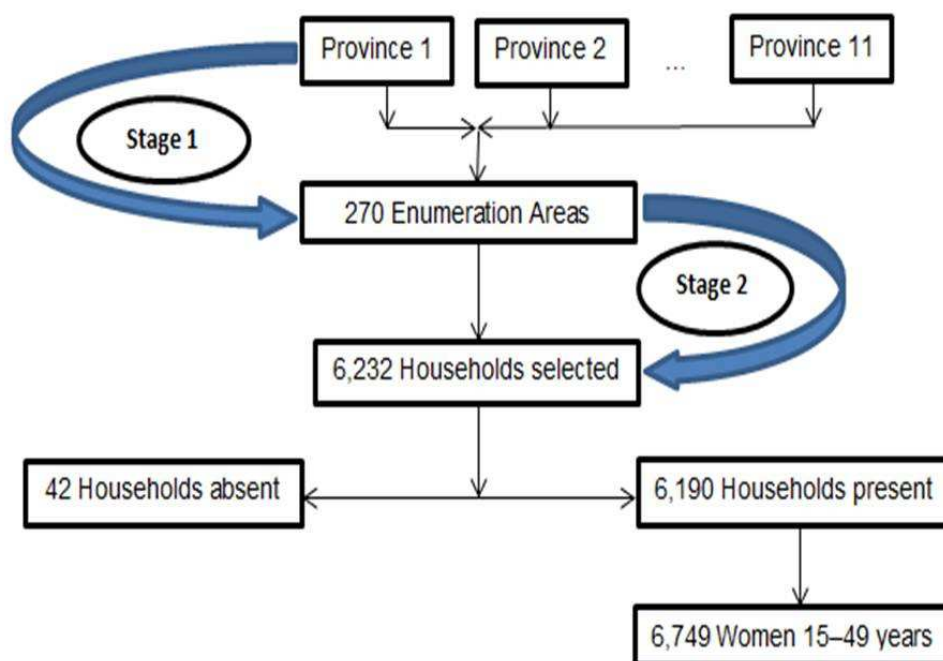 Province 1
Province 2
...
Province 11
Stage 1
270 Enumeration Areas
Stage 2
6,232 Households selected
42 Households absent
6,190 Households present
6,749 Women 15–49 years